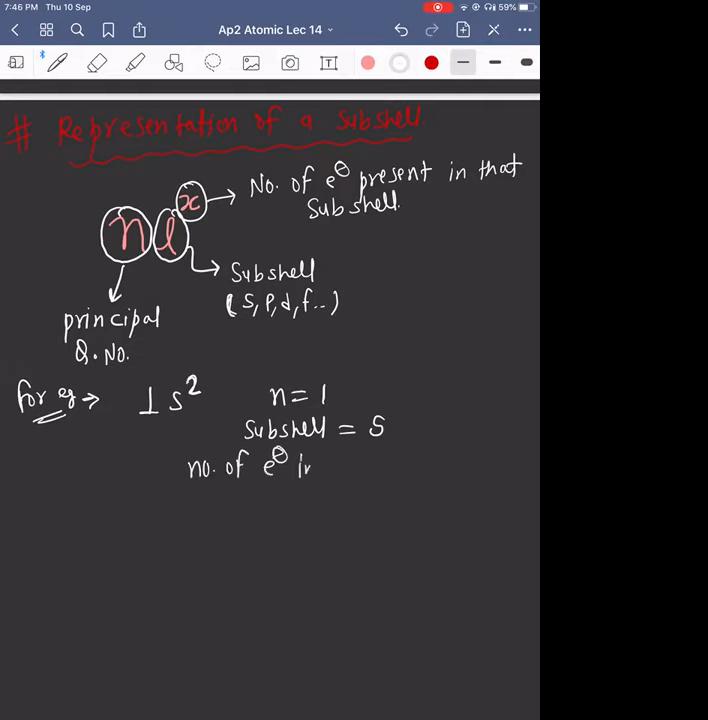 7:46 PM Thu 10 Sep 59%
Ap2 Atomic Lec 14
# Representation of a subshell
n l x → No. of e⊖ present in that
Subshell.
Subshell
(s, p, d, f...)
principal
Q. No.
for eg → 1s² n = 1
Subshell = S
no. of e⊖ in